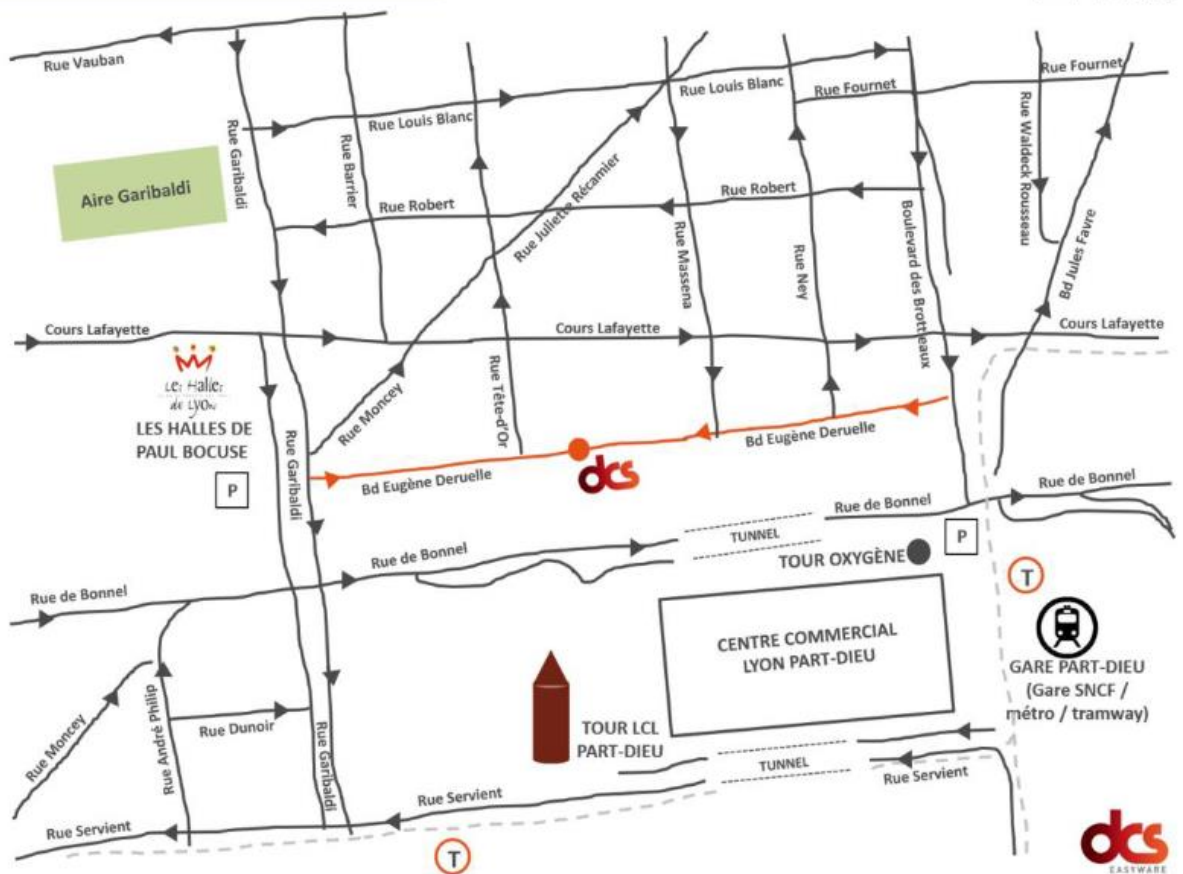 Rue Vauban
Rue Garibaldi
Rue Barrier
Rue Louis Blanc
Rue Louis Blanc
Rue Fournet
Rue Fournet
Rue Waldeck Rousseau
Aire Garibaldi
Rue Robert
Rue Juliette Récamier
Rue Robert
Rue Massena
Rue Ney
Boulevard des Brotteaux
Bd Jules Favre
Cours Lafayette
Cours Lafayette
Cours Lafayette
Les Halles
de Lyon
LES HALLES DE
PAUL BOCUSE
P
Rue Garibaldi
Rue Moncey
Rue Tête-d'Or
Bd Eugène Deruelle
Bd Eugène Deruelle
dcs
Rue de Bonnel
Rue de Bonnel
Rue de Bonnel
Rue de Bonnel
TUNNEL
TOUR OXYGÈNE
P
T
CENTRE COMMERCIAL
LYON PART-DIEU
GARE PART-DIEU
(Gare SNCF /
métro / tramway)
Rue Moncey
Rue André Philip
Rue Dunoir
Rue Garibaldi
TOUR LCL
PART-DIEU
TUNNEL
Rue Servient
Rue Servient
Rue Servient
T
dcs
EASYWARE